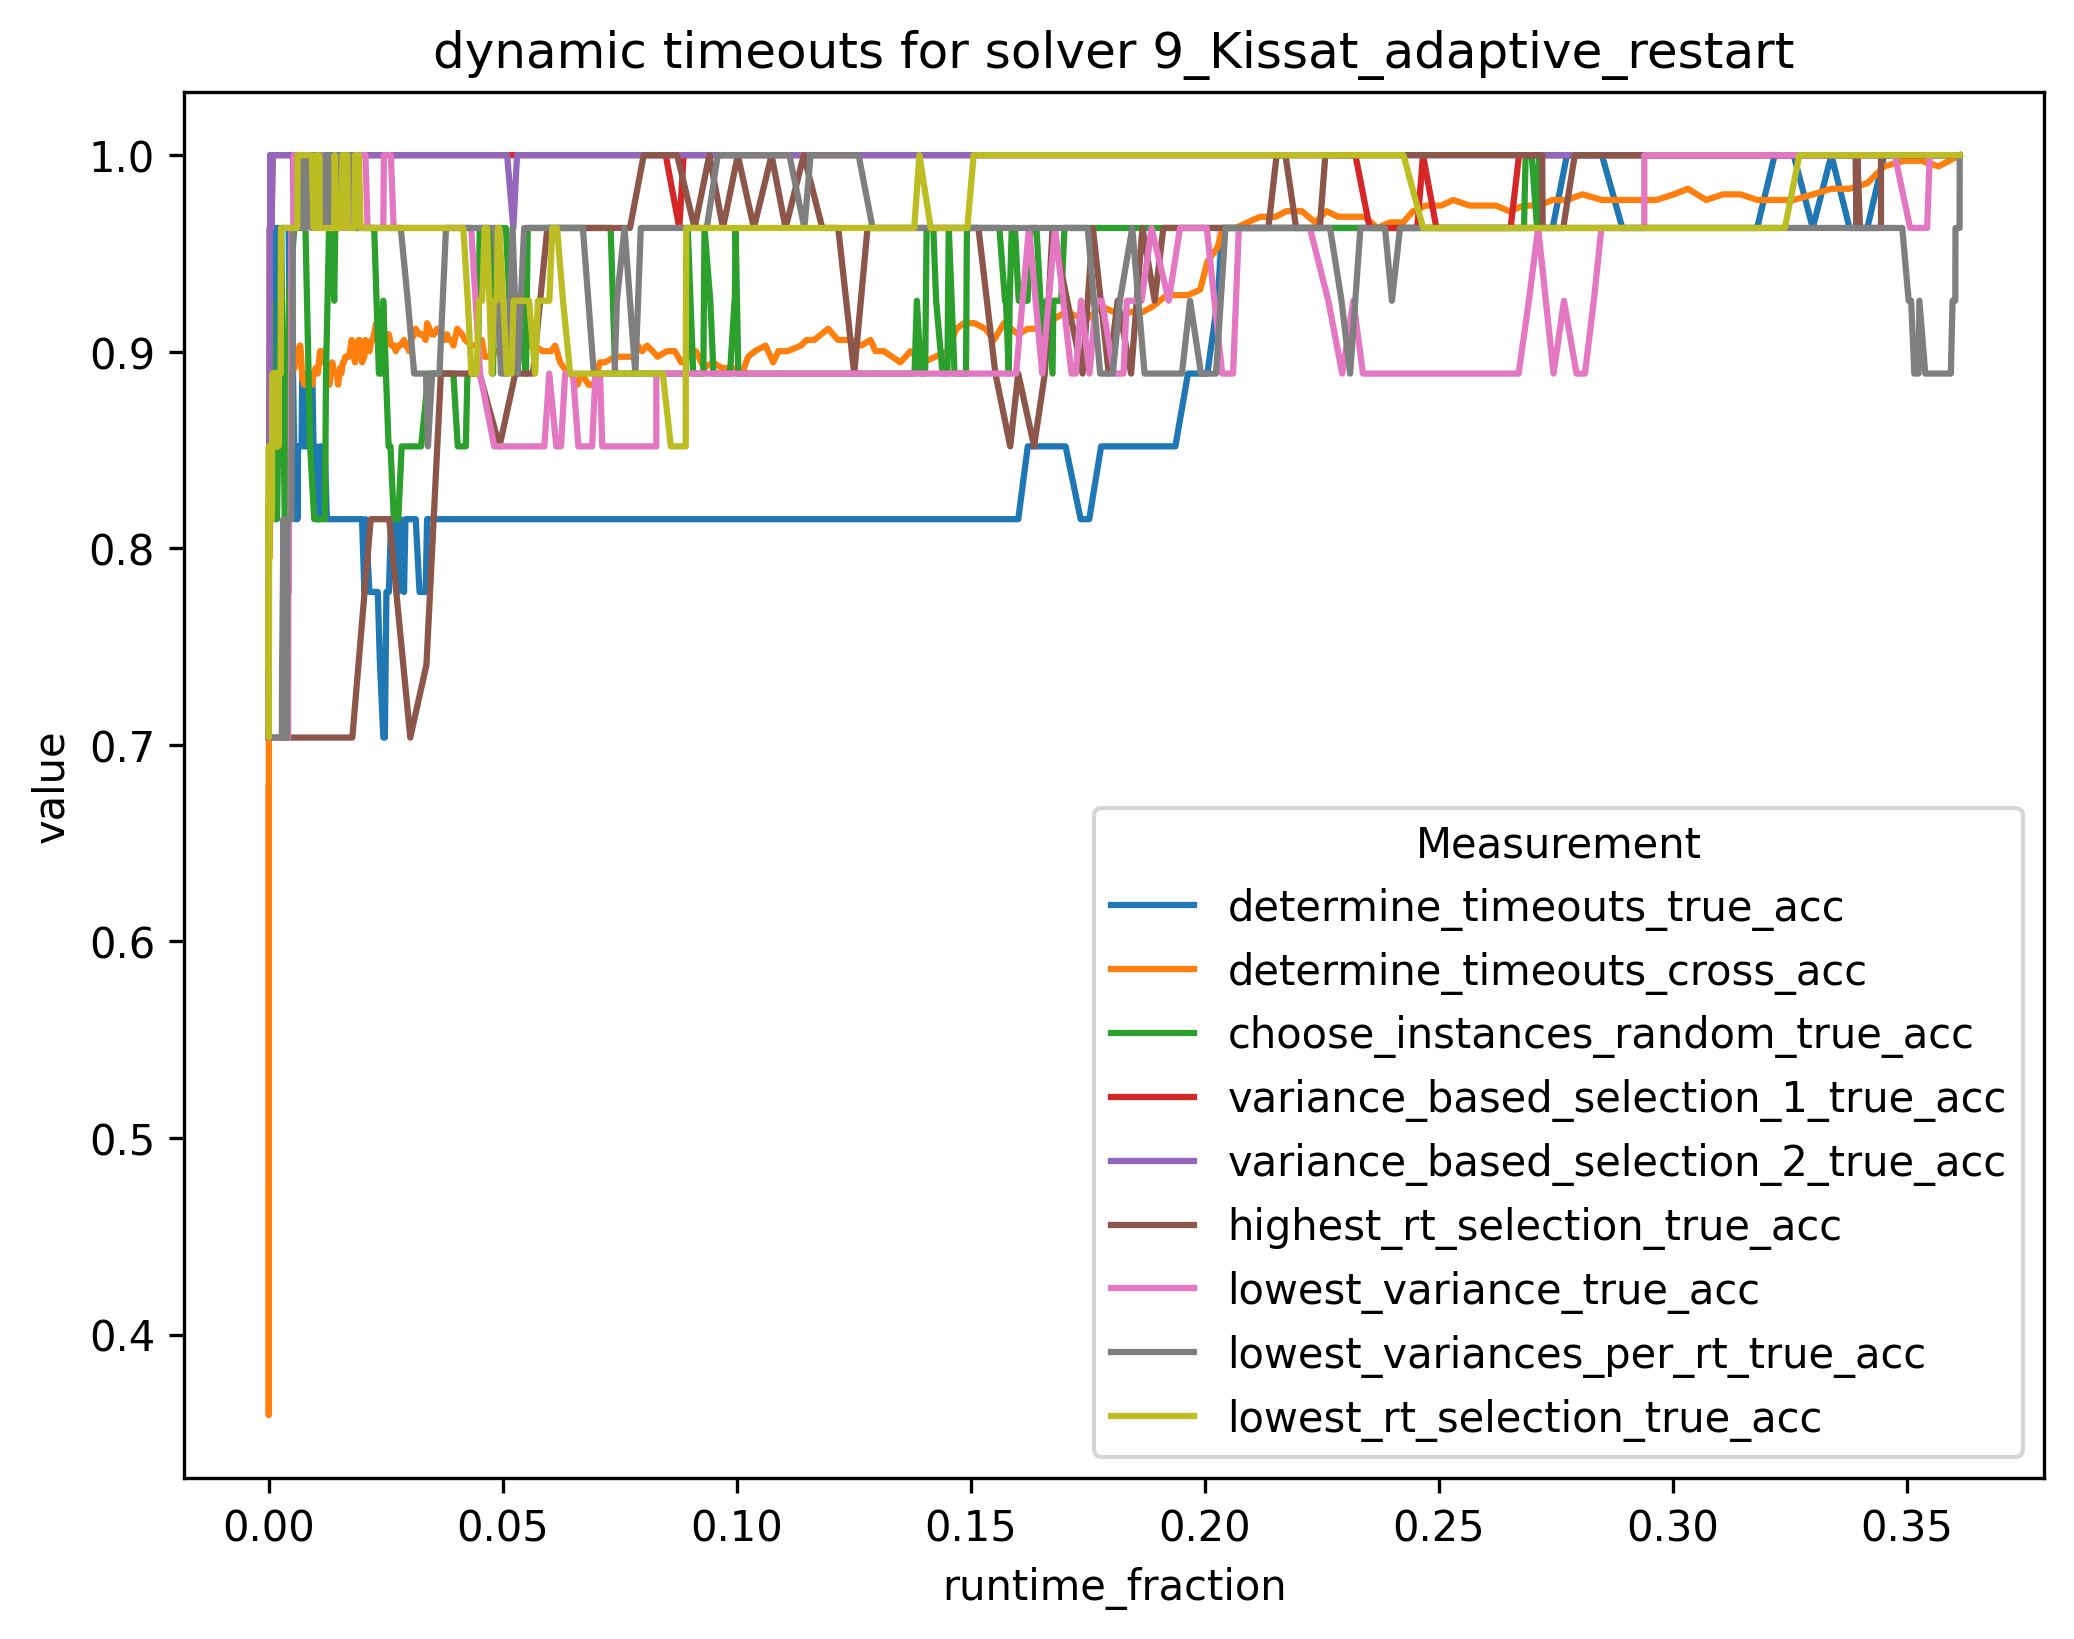 dynamic timeouts for solver 9_Kissat_adaptive_restart
1.0
0.9
0.8
0.7
0.6
0.5
0.4
value
Measurement
determine_timeouts_true_acc
determine_timeouts_cross_acc
choose_instances_random_true_acc
variance_based_selection_1_true_acc
variance_based_selection_2_true_acc
highest_rt_selection_true_acc
lowest_variance_true_acc
lowest_variances_per_rt_true_acc
lowest_rt_selection_true_acc
0.00 0.05 0.10 0.15 0.20 0.25 0.30 0.35
runtime_fraction